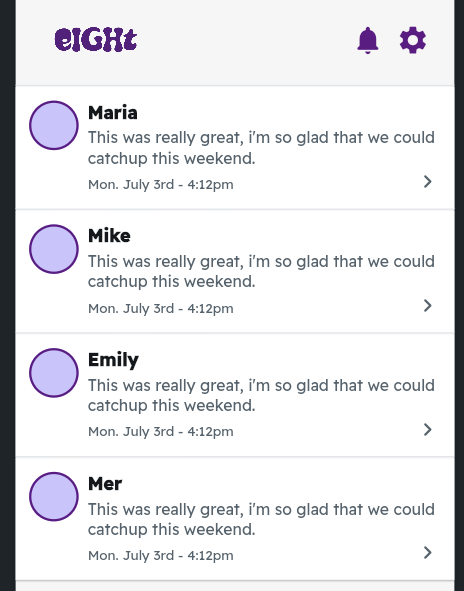 eIGHt
Maria
This was really great, i'm so glad that we could
catchup this weekend.
Mon. July 3rd - 4:12pm
Mike
This was really great, i'm so glad that we could
catchup this weekend.
Mon. July 3rd - 4:12pm
Emily
This was really great, i'm so glad that we could
catchup this weekend.
Mon. July 3rd - 4:12pm
Mer
This was really great, i'm so glad that we could
catchup this weekend.
Mon. July 3rd - 4:12pm